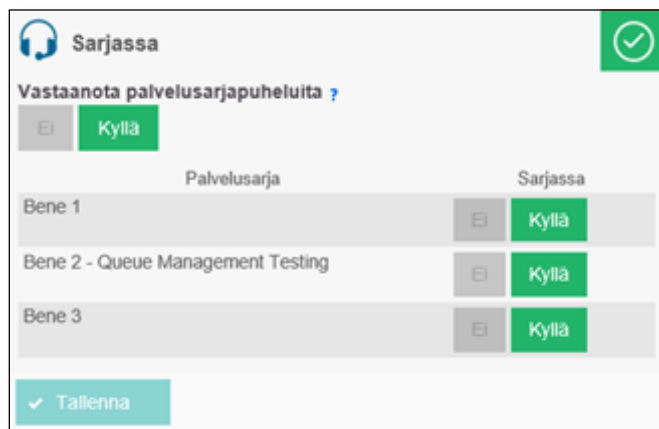 Sarjassa
Vastaanota palvelusarjapuheluita ?
Ei Kyllä
Palvelusarja Sarjassa
Bene 1 Ei Kyllä
Bene 2 - Queue Management Testing Ei Kyllä
Bene 3 Ei Kyllä
Tallenna